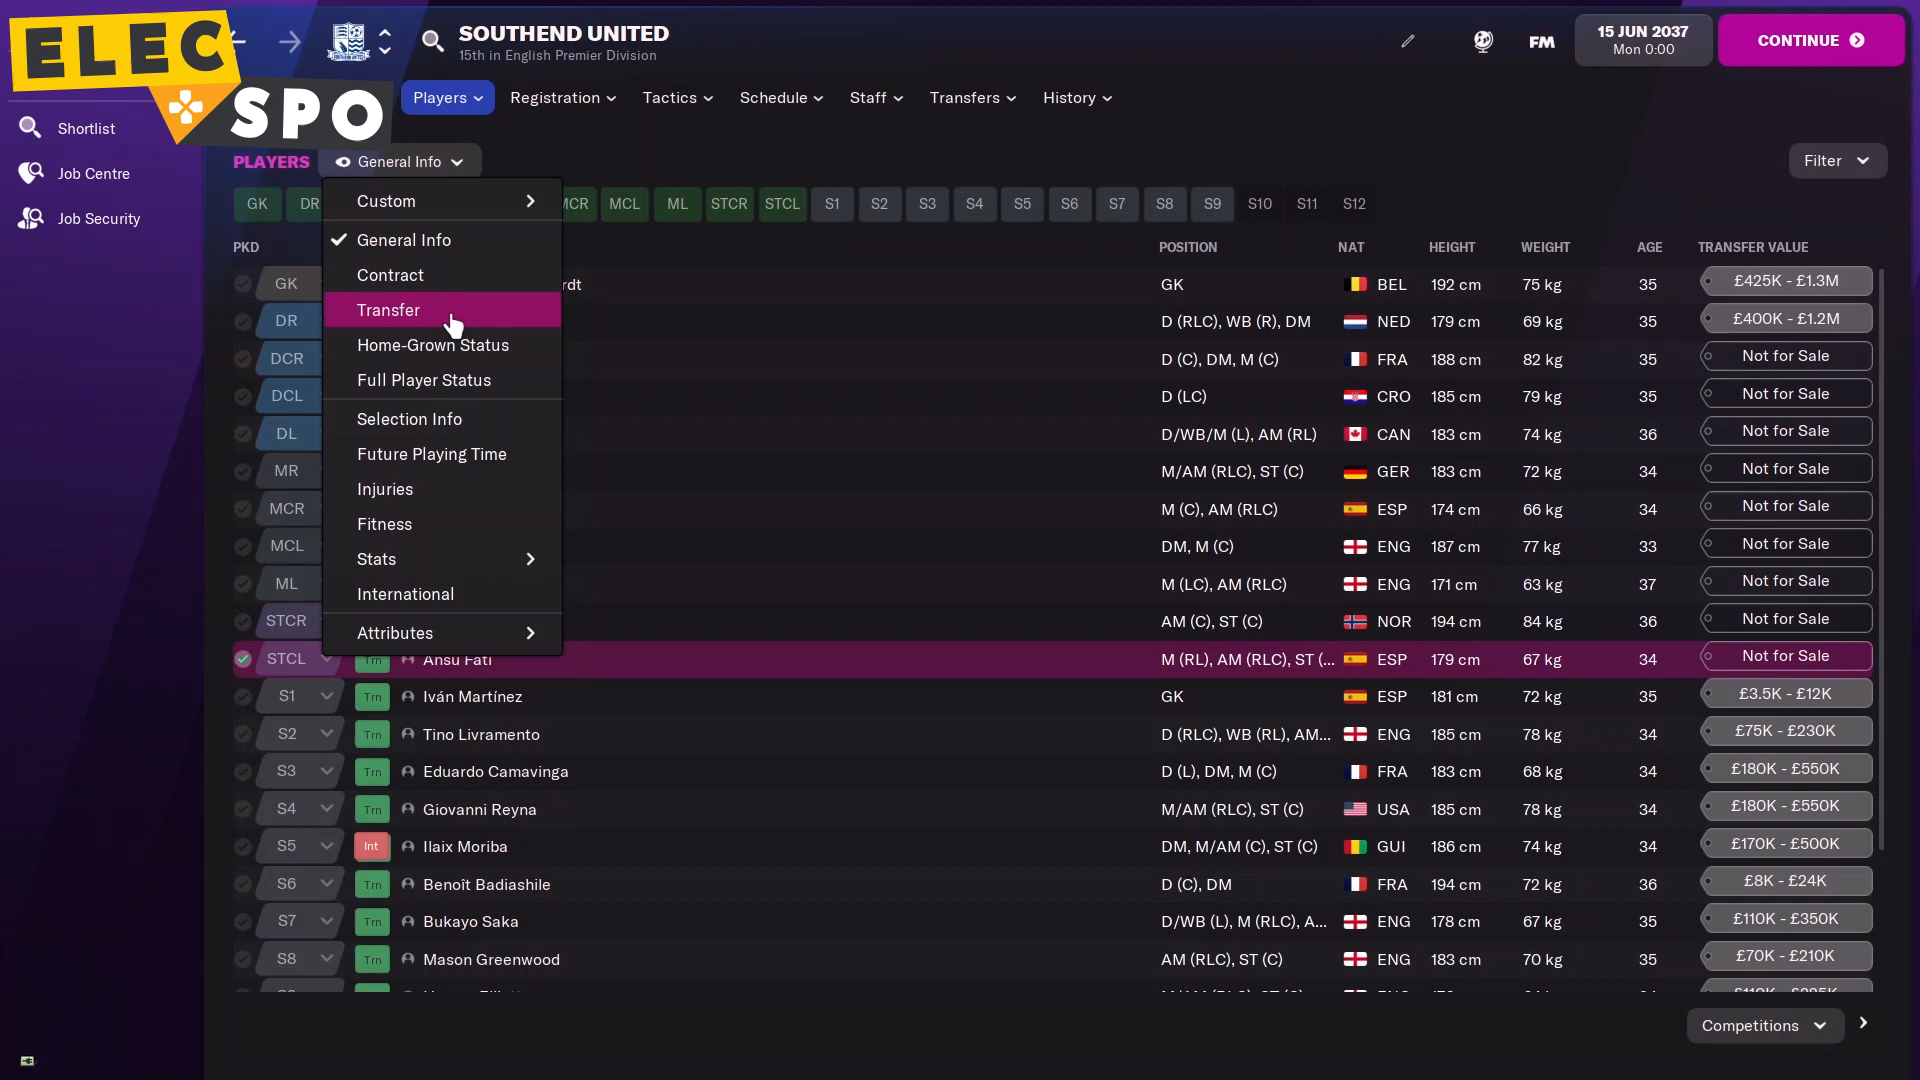 ELEC
SPO
SOUTHEND UNITED
15th in English Premier Division
FM
15 JUN 2037
Mon 0:00
CONTINUE
Players
Registration
Tactics
Schedule
Staff
Transfers
History
Shortlist
Job Centre
Job Security
PLAYERS
General Info
Filter
GK DR MCR MCL ML STCR STCL S1 S2 S3 S4 S5 S6 S7 S8 S9 S10 S11 S12
Custom
General Info
Contract
Transfer
Home-Grown Status
Full Player Status
Selection Info
Future Playing Time
Injuries
Fitness
Stats
International
Attributes
PKD POSITION NAT HEIGHT WEIGHT AGE TRANSFER VALUE
GK rdt GK BEL 192 cm 75 kg 35 £425K - £1.3M
DR D (RLC), WB (R), DM NED 179 cm 69 kg 35 £400K - £1.2M
DCR D (C), DM, M (C) FRA 188 cm 82 kg 35 Not for Sale
DCL D (LC) CRO 185 cm 79 kg 35 Not for Sale
DL D/WB/M (L), AM (RL) CAN 183 cm 74 kg 36 Not for Sale
MR M/AM (RLC), ST (C) GER 183 cm 72 kg 34 Not for Sale
MCR M (C), AM (RLC) ESP 174 cm 66 kg 34 Not for Sale
MCL DM, M (C) ENG 187 cm 77 kg 33 Not for Sale
ML M (LC), AM (RLC) ENG 171 cm 63 kg 37 Not for Sale
STCR AM (C), ST (C) NOR 194 cm 84 kg 36 Not for Sale
STCL Trn Ansu Fati M (RL), AM (RLC), ST (... ESP 179 cm 67 kg 34 Not for Sale
S1 Trn Iván Martínez GK ESP 181 cm 72 kg 35 £3.5K - £12K
S2 Trn Tino Livramento D (RLC), WB (RL), AM... ENG 185 cm 78 kg 34 £75K - £230K
S3 Trn Eduardo Camavinga D (L), DM, M (C) FRA 183 cm 68 kg 34 £180K - £550K
S4 Trn Giovanni Reyna M/AM (RLC), ST (C) USA 185 cm 78 kg 34 £180K - £550K
S5 Int Ilaix Moriba DM, M/AM (C), ST (C) GUI 186 cm 74 kg 34 £170K - £500K
S6 Trn Benoît Badiashile D (C), DM FRA 194 cm 72 kg 36 £8K - £24K
S7 Trn Bukayo Saka D/WB (L), M (RLC), A... ENG 178 cm 67 kg 35 £110K - £350K
S8 Trn Mason Greenwood AM (RLC), ST (C) ENG 183 cm 70 kg 35 £70K - £210K
Competitions